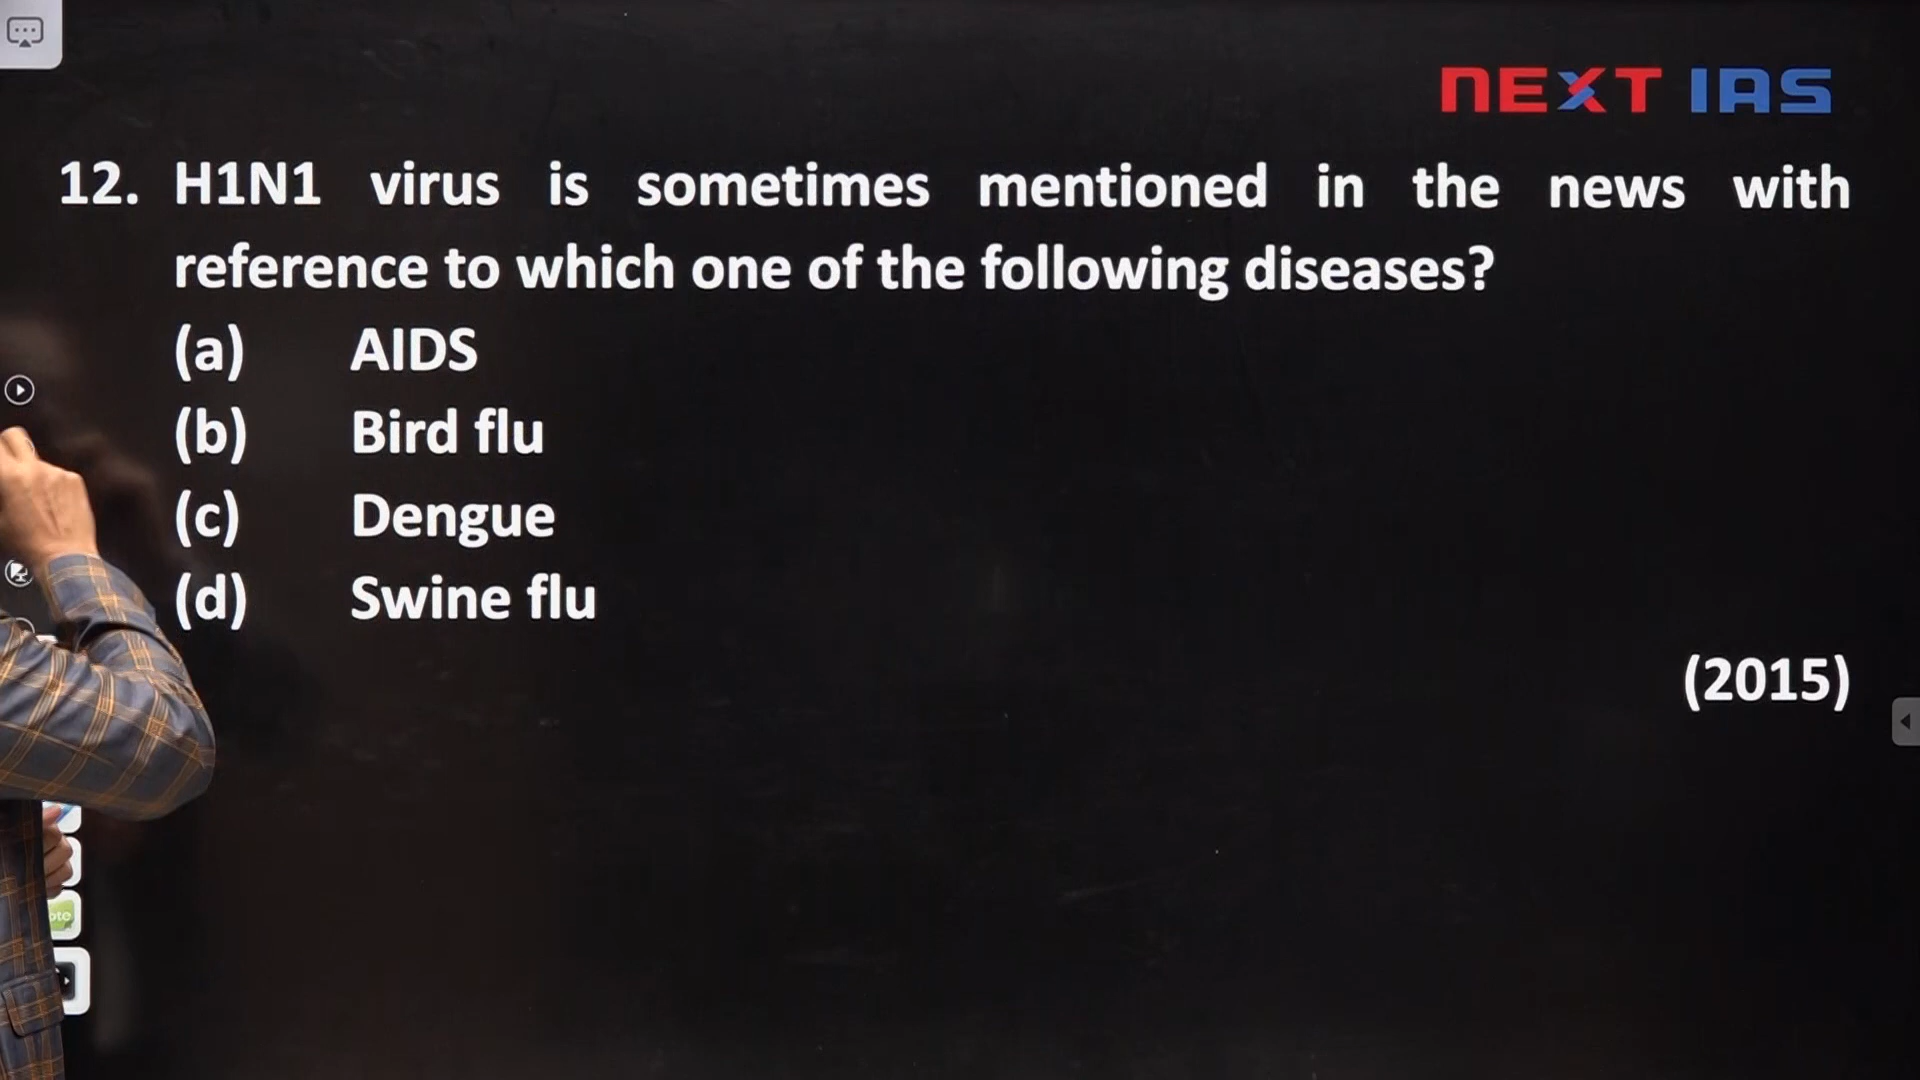 NEXT IAS
12. H1N1 virus is sometimes mentioned in the news with
reference to which one of the following diseases?
(a) AIDS
(b) Bird flu
(c) Dengue
(d) Swine flu
(2015)